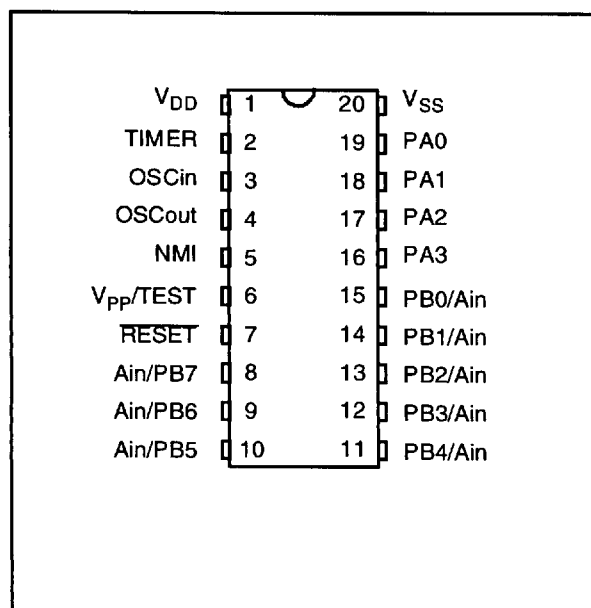 VDD 1 20 VSS
TIMER 2 19 PA0
OSCin 3 18 PA1
OSCout 4 17 PA2
NMI 5 16 PA3
VPP/TEST 6 15 PB0/Ain
RESET 7 14 PB1/Ain
Ain/PB7 8 13 PB2/Ain
Ain/PB6 9 12 PB3/Ain
Ain/PB5 10 11 PB4/Ain